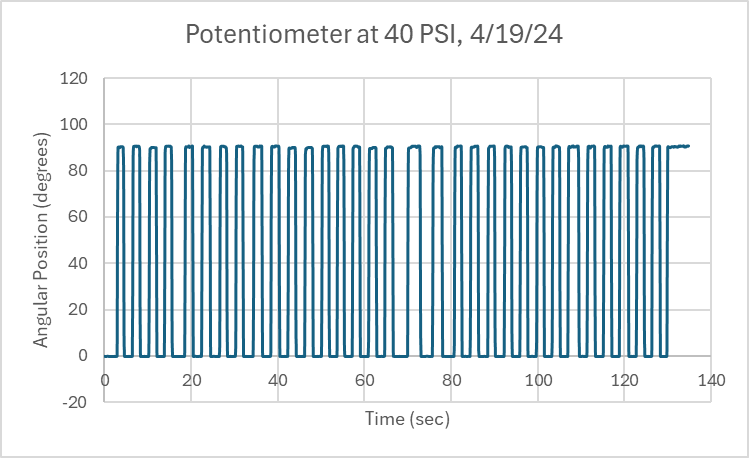 Potentiometer at 40 PSI, 4/19/24
120
100
80
60
40
20
0
-20
Angular Position (degrees)
0 20 40 60 80 100 120 140
Time (sec)